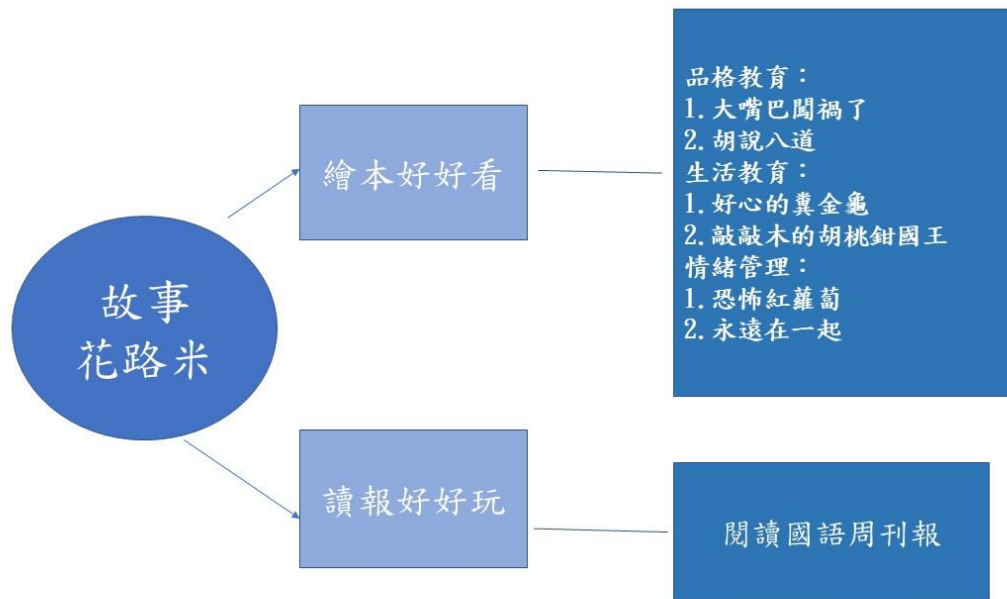 故事
花路米
繪本好好看
品格教育：
1.大嘴巴闖禍了
2.胡說八道
生活教育：
1.好心的糞金龜
2.敲敲木的胡桃鉗國王
情緒管理：
1.恐怖紅蘿蔔
2.永遠在一起
讀報好好玩
閱讀國語周刊報